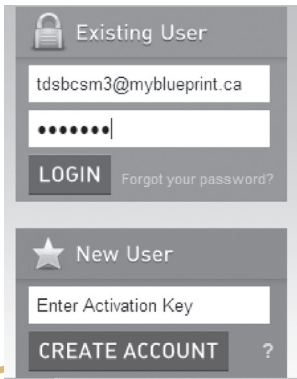 Existing User
tdsbcsm3@myblueprint.ca
•••••••
LOGIN Forgot your password?
New User
Enter Activation Key
CREATE ACCOUNT ?